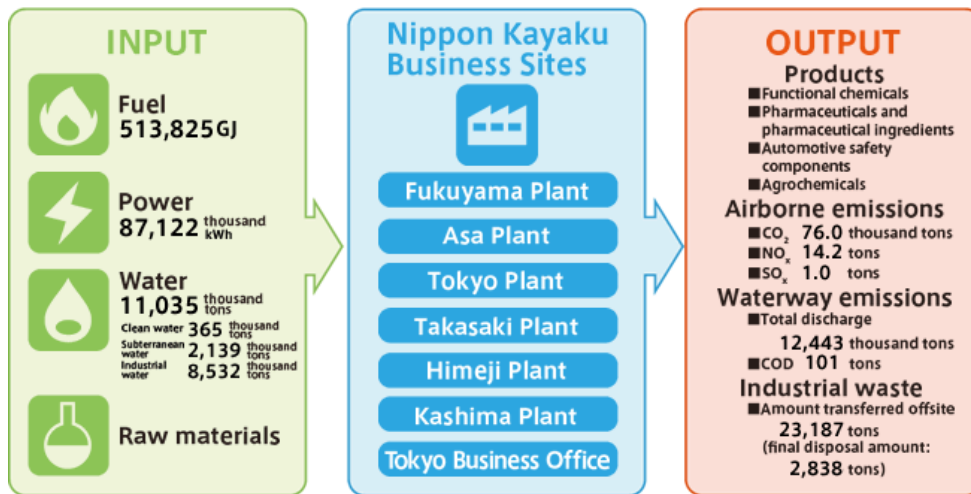 INPUT
Fuel
513,825 GJ
Power
87,122 thousand kWh
Water
11,035 thousand tons
Clean water 365 thousand tons
Subterranean water 2,139 thousand tons
Industrial water 8,532 thousand tons
Raw materials
Nippon Kayaku
Business Sites
Fukuyama Plant
Asa Plant
Tokyo Plant
Takasaki Plant
Himeji Plant
Kashima Plant
Tokyo Business Office
OUTPUT
Products
■Functional chemicals
■Pharmaceuticals and
pharmaceutical ingredients
■Automotive safety
components
■Agrochemicals
Airborne emissions
■CO₂ 76.0 thousand tons
■NOx 14.2 tons
■SOx 1.0 tons
Waterway emissions
■Total discharge
12,443 thousand tons
■COD 101 tons
Industrial waste
■Amount transferred offsite
23,187 tons
(final disposal amount:
2,838 tons)